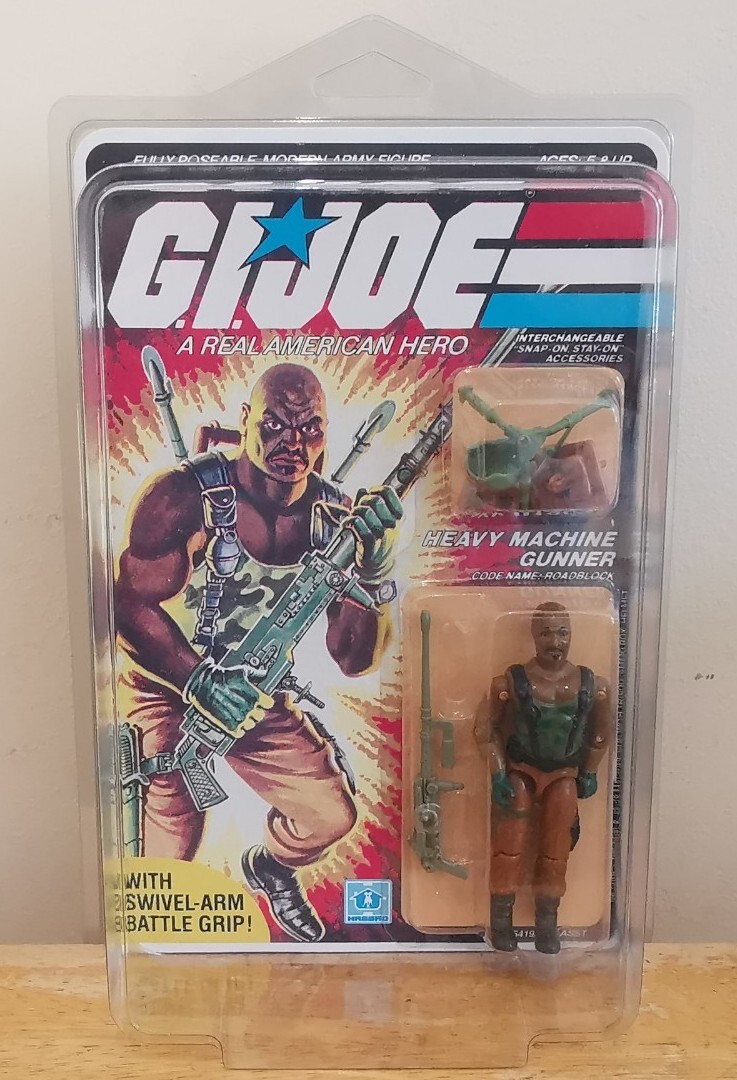 FULLY POSEABLE MODERN ARMY FIGURE
AGES: 5 & UP
G.I.JOE
®
A REAL AMERICAN HERO
INTERCHANGEABLE
"SNAP-ON STAY-ON"
ACCESSORIES
HEAVY MACHINE
GUNNER
CODE NAME: ROADBLOCK
WITH
SWIVEL-ARM
BATTLE GRIP!
HASBRO
ASST